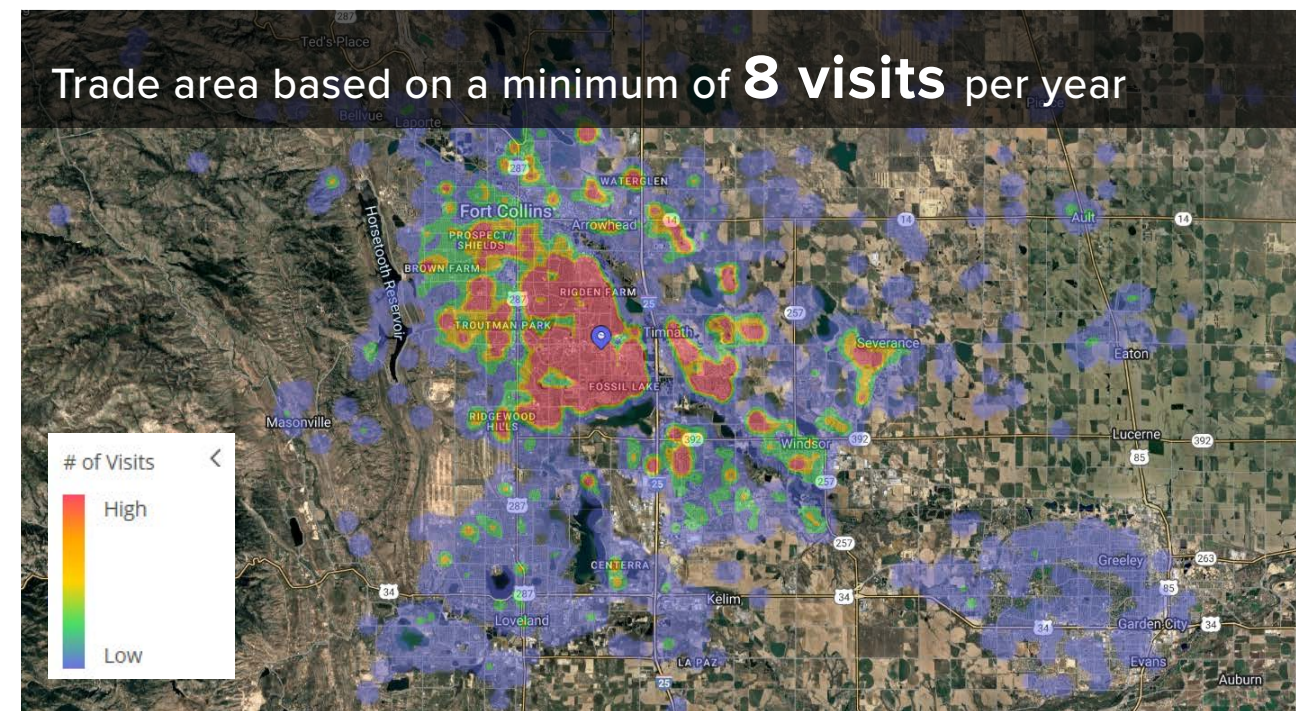 287
Ted's Place
Trade area based on a minimum of 8 visits per year
Pierce
Bellvue
Laporte
287
WATERGLEN
Fort Collins
Arrowhead
14
14
Ault
14
PROSPECT/
SHIELDS
Horsetooth Reservoir
BROWN FARM
RIGDEN FARM
287
25
257
TROUTMAN PARK
Timnath
Severance
Eaton
FOSSIL LAKE
RIDGEWOOD
HILLS
Masonville
392
Windsor
392
Lucerne
392
85
# of Visits
High
Low
25
257
287
257
CENTERRA
Greeley
263
34
287
Kelim
34
85
Loveland
34
Garden City
34
LA PAZ
Evans
25
Auburn